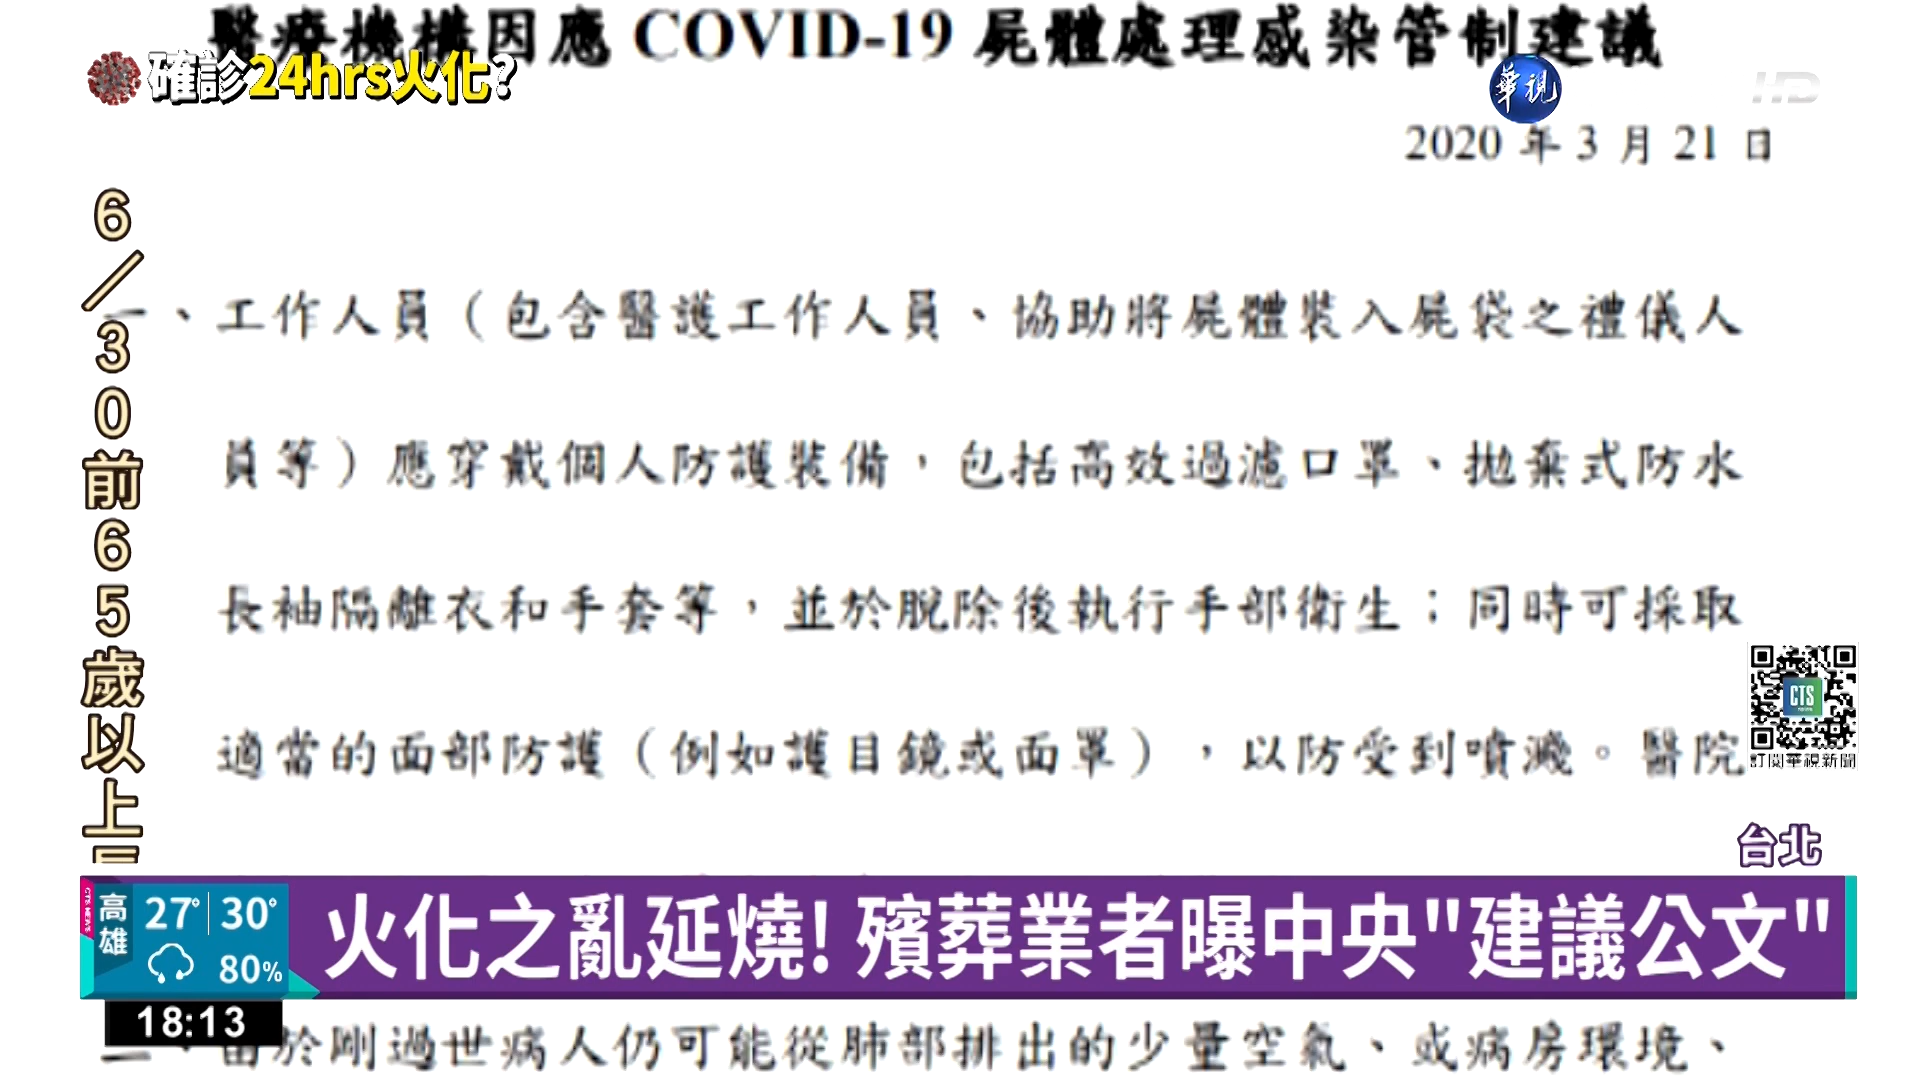 醫療機構因應 COVID-19 屍體處理感染管制建議
確診24hrs火化?
華視
HD
2020 年 3 月 21 日
6/30前65歲以上
一、工作人員（包含醫護工作人員、協助將屍體裝入屍袋之禮儀人
員等）應穿戴個人防護裝備，包括高效過濾口罩、拋棄式防水
長袖隔離衣和手套等，並於脫除後執行手部衛生；同時可採取
適當的面部防護（例如護目鏡或面罩），以防受到噴濺。醫院
CTS
訂閱華視新聞
台北
CTS NEWS
高雄
27° 30°
80%
火化之亂延燒! 殯葬業者曝中央"建議公文"
18:13
二、由於剛過世病人仍可能從肺部排出的少量空氣、或病房環境、